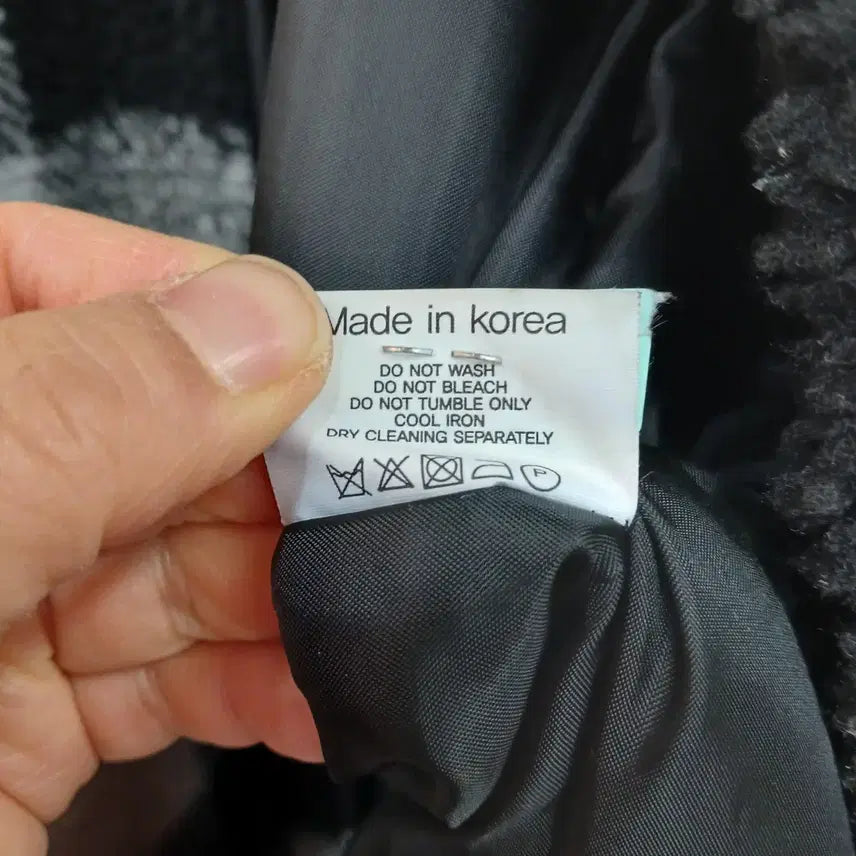 Made in korea
DO NOT WASH
DO NOT BLEACH
DO NOT TUMBLE ONLY
COOL IRON
DRY CLEANING SEPARATELY
P